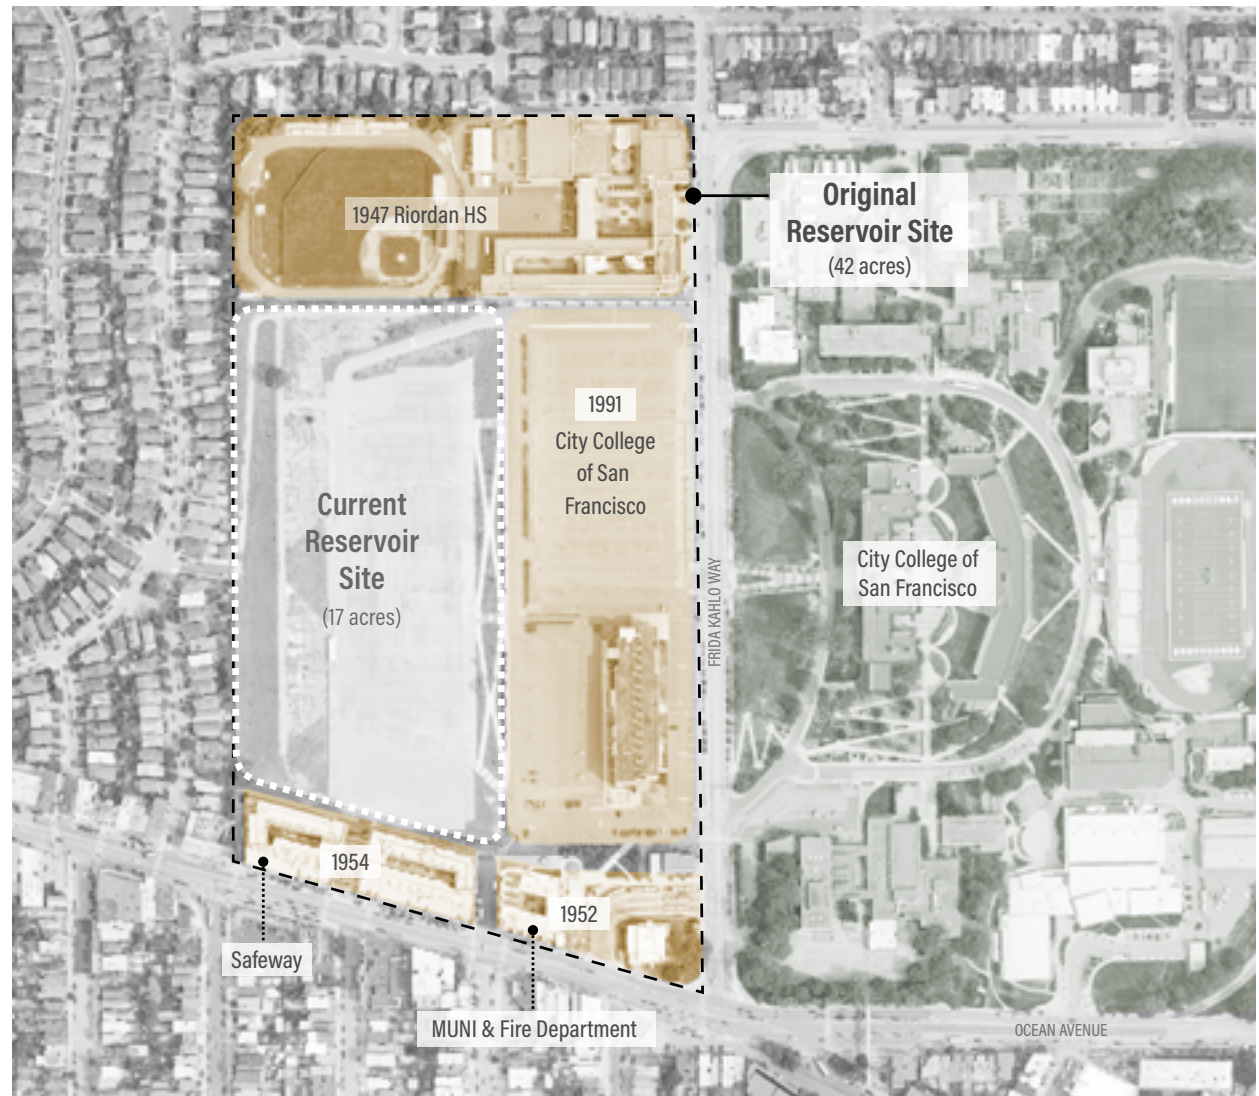 1947 Riordan HS
Original
Reservoir Site
(42 acres)
1991
City College
of San
Francisco
Current
Reservoir
Site
(17 acres)
FRIDA KAHLO WAY
City College of
San Francisco
1954
1952
Safeway
MUNI & Fire Department
OCEAN AVENUE